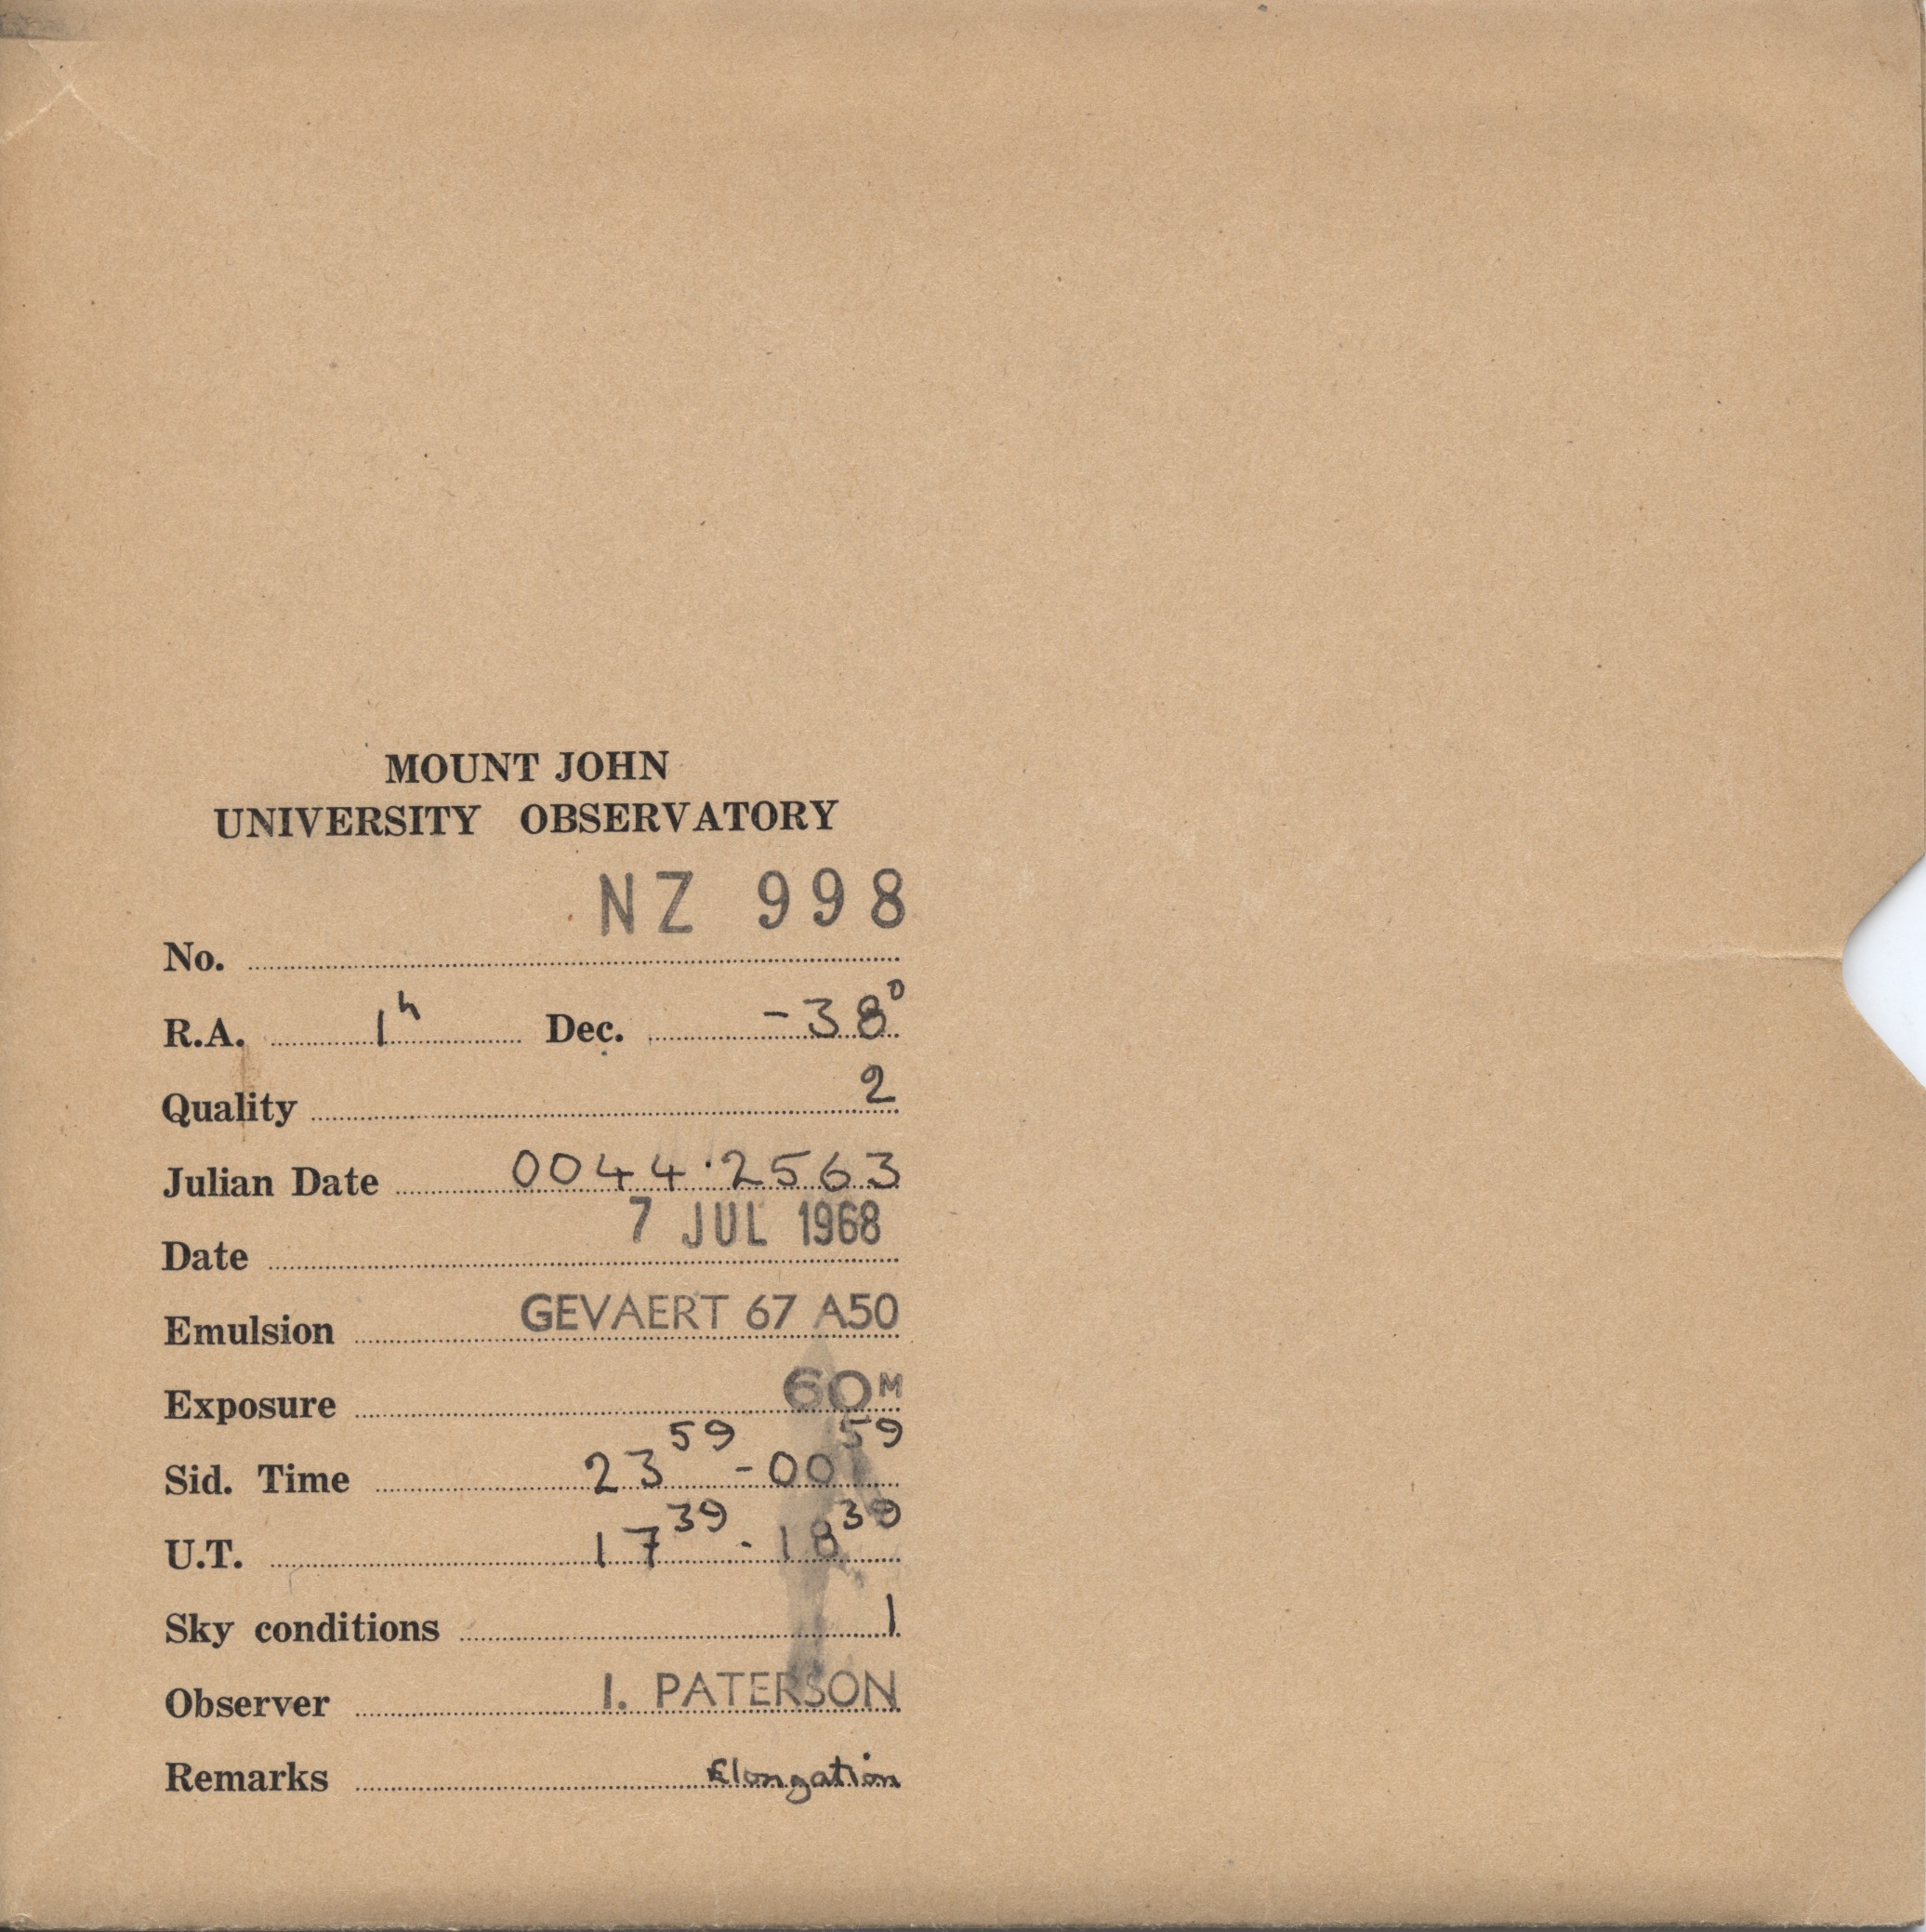 MOUNT JOHN
UNIVERSITY OBSERVATORY
No. NZ 998
R.A. 1h Dec. -38°
Quality 2
Julian Date 0044.2563
Date 7 JUL 1968
Emulsion GEVAERT 67 A50
Exposure 60M
Sid. Time 23 59 - 00 59
U.T. 17 39 - 18 39
Sky conditions 1
Observer I. PATERSON
Remarks Elongation